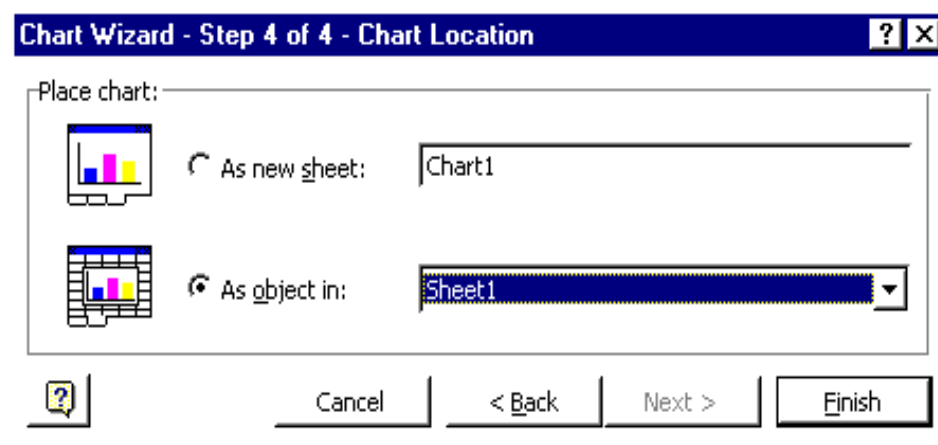 Chart Wizard - Step 4 of 4 - Chart Location
Place chart:
As new sheet: Chart1
As object in: Sheet1
Cancel < Back Next > Finish